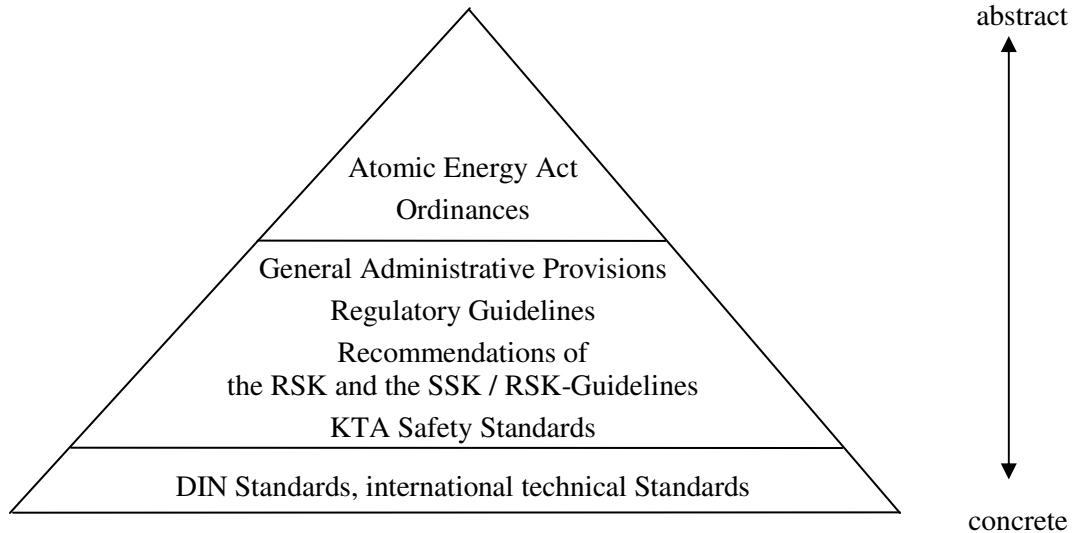 abstract
Atomic Energy Act
Ordinances
General Administrative Provisions
Regulatory Guidelines
Recommendations of
the RSK and the SSK / RSK-Guidelines
KTA Safety Standards
DIN Standards, international technical Standards
concrete